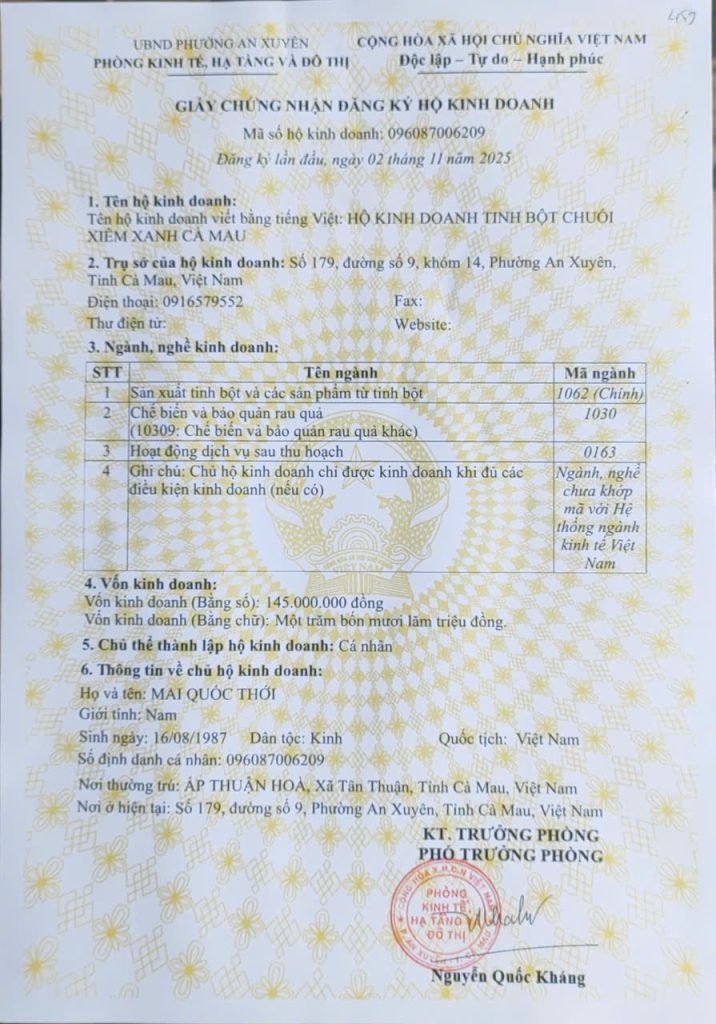 459
UBND PHƯỜNG AN XUYÊN
PHÒNG KINH TẾ, HẠ TẦNG VÀ ĐÔ THỊ
CỘNG HÒA XÃ HỘI CHỦ NGHĨA VIỆT NAM
Độc lập – Tự do – Hạnh phúc
GIẤY CHỨNG NHẬN ĐĂNG KÝ HỘ KINH DOANH
Mã số hộ kinh doanh: 096087006209
Đăng ký lần đầu, ngày 02 tháng 11 năm 2025
1. Tên hộ kinh doanh:
Tên hộ kinh doanh viết bằng tiếng Việt: HỘ KINH DOANH TINH BỘT CHUỐI
XIÊM XANH CÀ MAU
2. Trụ sở của hộ kinh doanh: Số 179, đường số 9, khóm 14, Phường An Xuyên,
Tỉnh Cà Mau, Việt Nam
Điện thoại: 0916579552 Fax:
Thư điện tử: Website:
3. Ngành, nghề kinh doanh:
STT Tên ngành Mã ngành
1 Sản xuất tinh bột và các sản phẩm từ tinh bột 1062 (Chính)
2 Chế biến và bảo quản rau quả 1030
(10309: Chế biến và bảo quản rau quả khác)
3 Hoạt động dịch vụ sau thu hoạch 0163
4 Ghi chú: Chủ hộ kinh doanh chỉ được kinh doanh khi đủ các Ngành, nghề
điều kiện kinh doanh (nếu có) chưa khớp
mã với Hệ
thống ngành
kinh tế Việt
Nam
VIỆT NAM
4. Vốn kinh doanh:
Vốn kinh doanh (Bằng số): 145.000.000 đồng
Vốn kinh doanh (Bằng chữ): Một trăm bốn mươi lăm triệu đồng.
5. Chủ thể thành lập hộ kinh doanh: Cá nhân
6. Thông tin về chủ hộ kinh doanh:
Họ và tên: MAI QUỐC THỚI
Giới tính: Nam
Sinh ngày: 16/08/1987 Dân tộc: Kinh Quốc tịch: Việt Nam
Số định danh cá nhân: 096087006209
Nơi thường trú: ẤP THUẬN HOÀ, Xã Tân Thuận, Tỉnh Cà Mau, Việt Nam
Nơi ở hiện tại: Số 179, đường số 9, Phường An Xuyên, Tỉnh Cà Mau, Việt Nam
KT. TRƯỞNG PHÒNG
PHÓ TRƯỞNG PHÒNG
CỘNG HÒA X.H.C.N VIỆT NAM
PHÒNG
KINH TẾ,
HẠ TẦNG VÀ
ĐÔ THỊ
Nguyễn Quốc Kháng